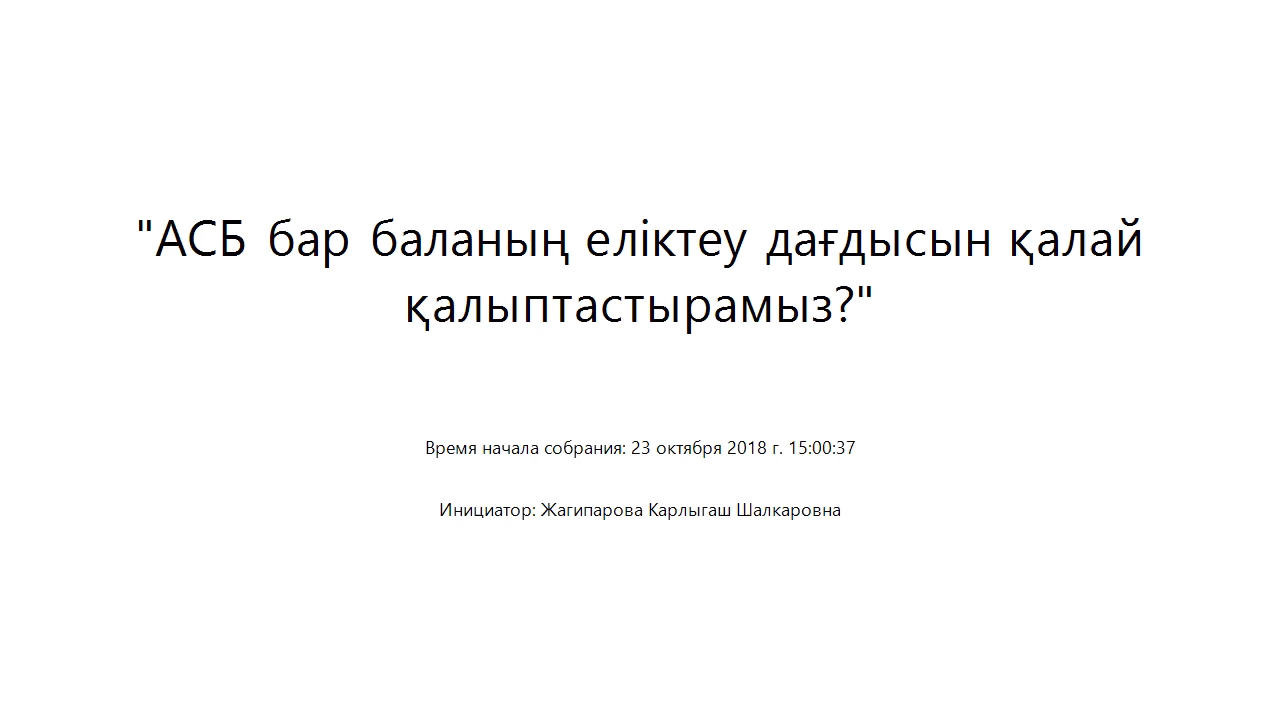 "АСБ бар баланың еліктеу дағдысын қалай
қалыптастырамыз?"
Время начала собрания: 23 октября 2018 г. 15:00:37
Инициатор: Жагипарова Карлыгаш Шалкаровна